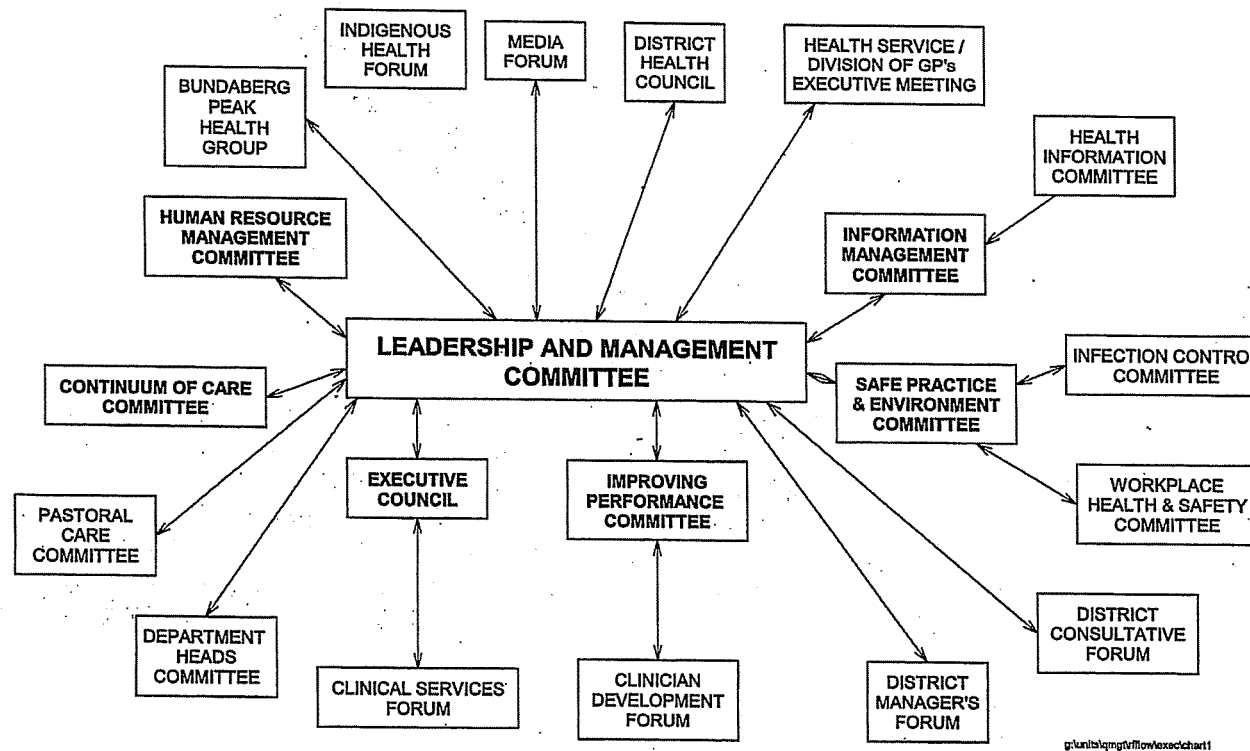 INDIGENOUS
HEALTH
FORUM
MEDIA
FORUM
DISTRICT
HEALTH
COUNCIL
HEALTH SERVICE /
DIVISION OF GP's
EXECUTIVE MEETING
BUNDABERG
PEAK
HEALTH
GROUP
HEALTH
INFORMATION
COMMITTEE
HUMAN RESOURCE
MANAGEMENT
COMMITTEE
INFORMATION
MANAGEMENT
COMMITTEE
LEADERSHIP AND MANAGEMENT
COMMITTEE
CONTINUUM OF CARE
COMMITTEE
SAFE PRACTICE
& ENVIRONMENT
COMMITTEE
INFECTION CONTRO
COMMITTEE
EXECUTIVE
COUNCIL
IMPROVING
PERFORMANCE
COMMITTEE
WORKPLACE
HEALTH & SAFETY
COMMITTEE
PASTORAL
CARE
COMMITTEE
DEPARTMENT
HEADS
COMMITTEE
CLINICAL SERVICES
FORUM
CLINICIAN
DEVELOPMENT
FORUM
DISTRICT
MANAGER'S
FORUM
DISTRICT
CONSULTATIVE
FORUM